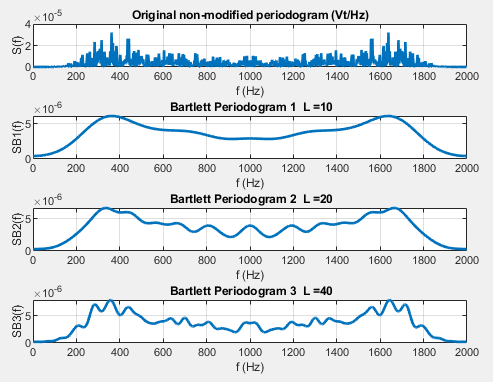 Original non-modified periodogram (Vt/Hz)
×10-5
4
2
0
S(f)
0 200 400 600 800 1000 1200 1400 1600 1800 2000
f (Hz)
Bartlett Periodogram 1 L =10
×10-6
5
0
SB1(f)
0 200 400 600 800 1000 1200 1400 1600 1800 2000
f (Hz)
Bartlett Periodogram 2 L =20
×10-6
5
0
SB2(f)
0 200 400 600 800 1000 1200 1400 1600 1800 2000
f (Hz)
Bartlett Periodogram 3 L =40
×10-6
5
0
SB3(f)
0 200 400 600 800 1000 1200 1400 1600 1800 2000
f (Hz)